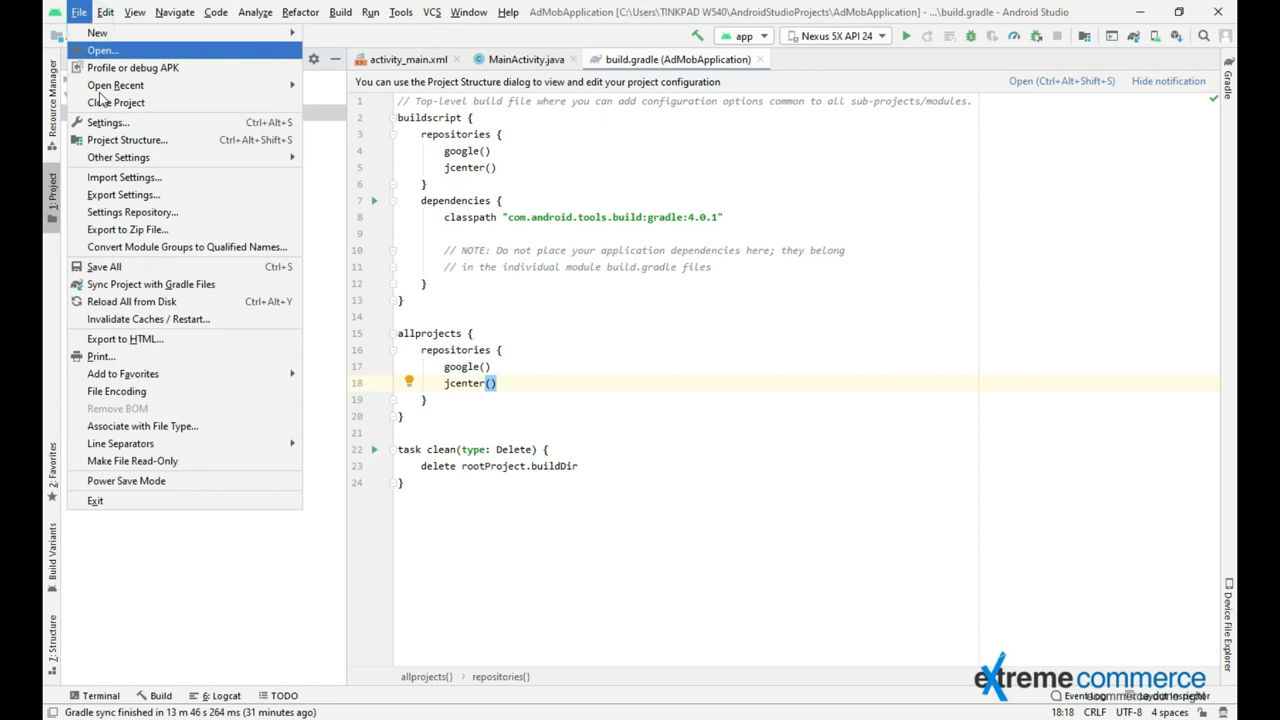 File Edit View Navigate Code Analyze Refactor Build Run Tools VCS Window Help AdMobApplication [C:\Users\TINKPAD W540\AndroidStudioProjects\AdMobApplication] - ...\build.gradle - Android Studio
app
Nexus 5X API 24
New
Open...
Profile or debug APK
Open Recent
Close Project
Settings... Ctrl+Alt+S
Project Structure... Ctrl+Alt+Shift+S
Other Settings
Import Settings...
Export Settings...
Settings Repository...
Export to Zip File...
Convert Module Groups to Qualified Names...
Save All Ctrl+S
Sync Project with Gradle Files
Reload All from Disk Ctrl+Alt+Y
Invalidate Caches / Restart...
Export to HTML...
Print...
Add to Favorites
File Encoding
Remove BOM
Associate with File Type...
Line Separators
Make File Read-Only
Power Save Mode
Exit
Resource Manager
1: Project
2: Favorites
Build Variants
7: Structure
activity_main.xml MainActivity.java build.gradle (AdMobApplication)
You can use the Project Structure dialog to view and edit your project configuration Open (Ctrl+Alt+Shift+S) Hide notification
1 // Top-level build file where you can add configuration options common to all sub-projects/modules.
2 buildscript {
3 repositories {
4 google()
5 jcenter()
6 }
7 dependencies {
8 classpath "com.android.tools.build:gradle:4.0.1"
9
10 // NOTE: Do not place your application dependencies here; they belong
11 // in the individual module build.gradle files
12 }
13 }
14
15 allprojects {
16 repositories {
17 google()
18 jcenter()
19 }
20 }
21
22 task clean(type: Delete) {
23 delete rootProject.buildDir
24 }
Gradle
Device File Explorer
allprojects{} repositories{}
extreme commerce
Terminal Build 6: Logcat TODO Event Log
Gradle sync finished in 13 m 46 s 264 ms (31 minutes ago) 18:18 CRLF UTF-8 4 spaces